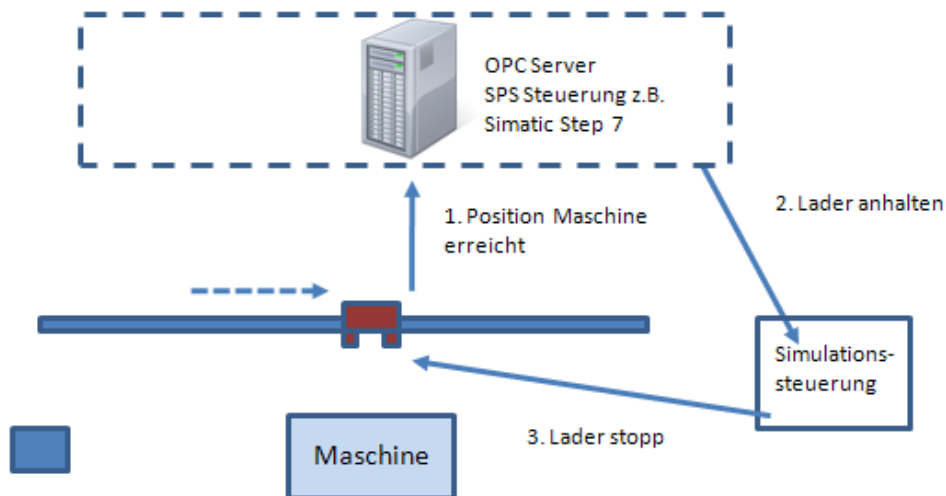 OPC Server
SPS Steuerung z.B.
Simatic Step 7
1. Position Maschine
erreicht
2. Lader anhalten
Simulations-
steuerung
3. Lader stopp
Maschine